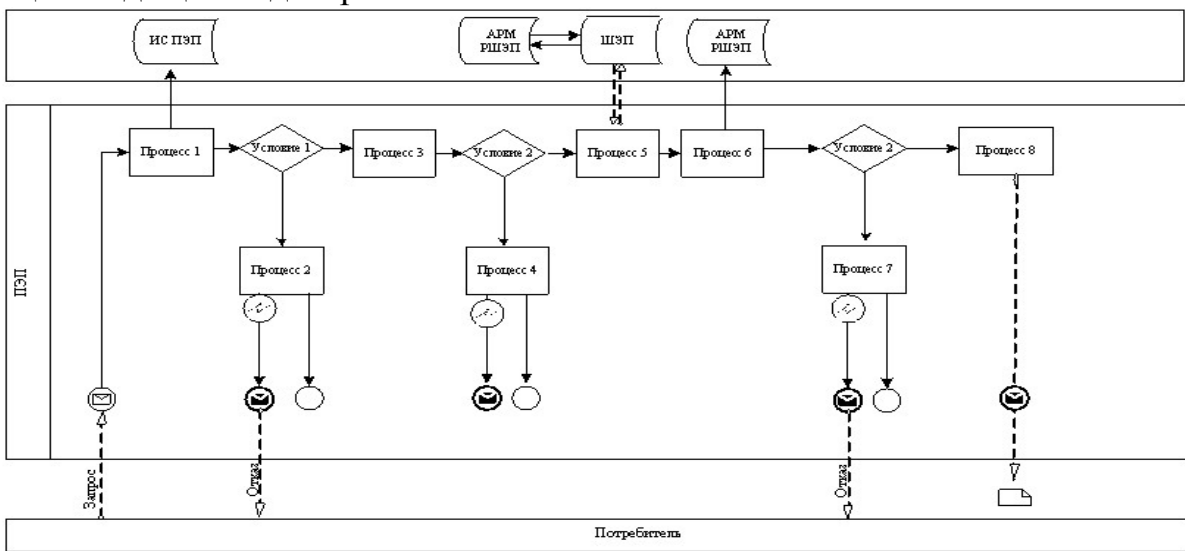 ИС ПЭП
АРМ
РШЭП
ШЭП
АРМ
РШЭП
Процесс 1
Условие 1
Процесс 3
Условие 2
Процесс 5
Процесс 6
Условие 2
Процесс 8
Процесс 2
Процесс 4
Процесс 7
ПЭП
Запрос
Отказ
Отказ
Потребитель